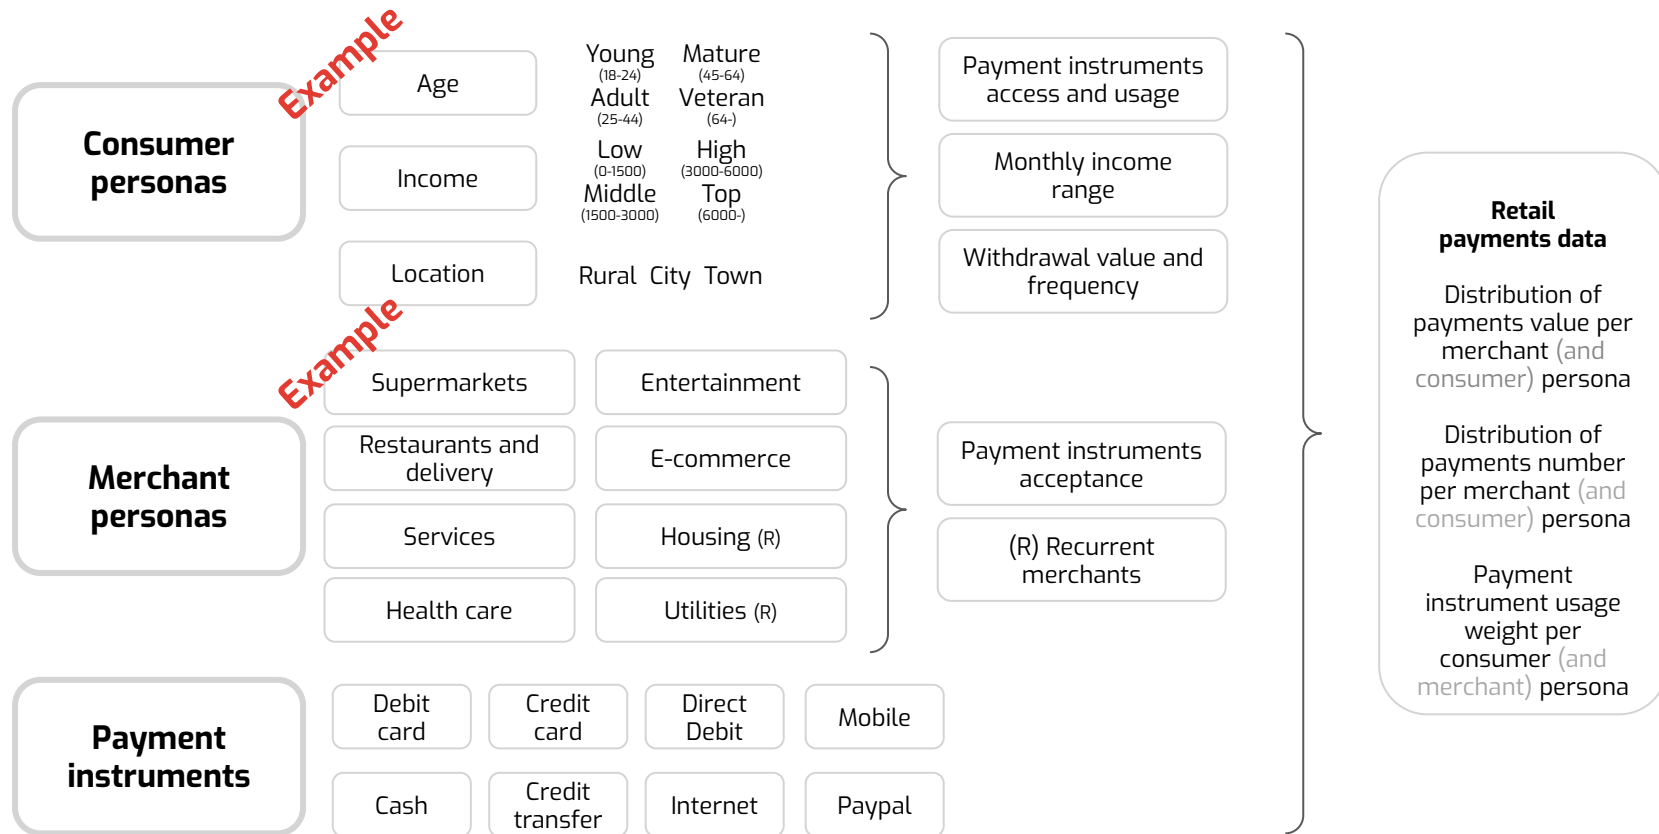 Example
Consumer
personas
Age
Young Mature
(18-24) (45-64)
Adult Veteran
(25-44) (64-)
Income
Low High
(0-1500) (3000-6000)
Middle Top
(1500-3000) (6000-)
Location
Rural City Town
Payment instruments
access and usage
Monthly income
range
Withdrawal value and
frequency
Example
Merchant
personas
Supermarkets
Entertainment
Restaurants and
delivery
E-commerce
Services
Housing (R)
Health care
Utilities (R)
Payment instruments
acceptance
(R) Recurrent
merchants
Payment
instruments
Debit
card
Credit
card
Direct
Debit
Mobile
Cash
Credit
transfer
Internet
Paypal
Retail
payments data
Distribution of
payments value per
merchant (and
consumer) persona
Distribution of
payments number
per merchant (and
consumer) persona
Payment
instrument usage
weight per
consumer (and
merchant) persona